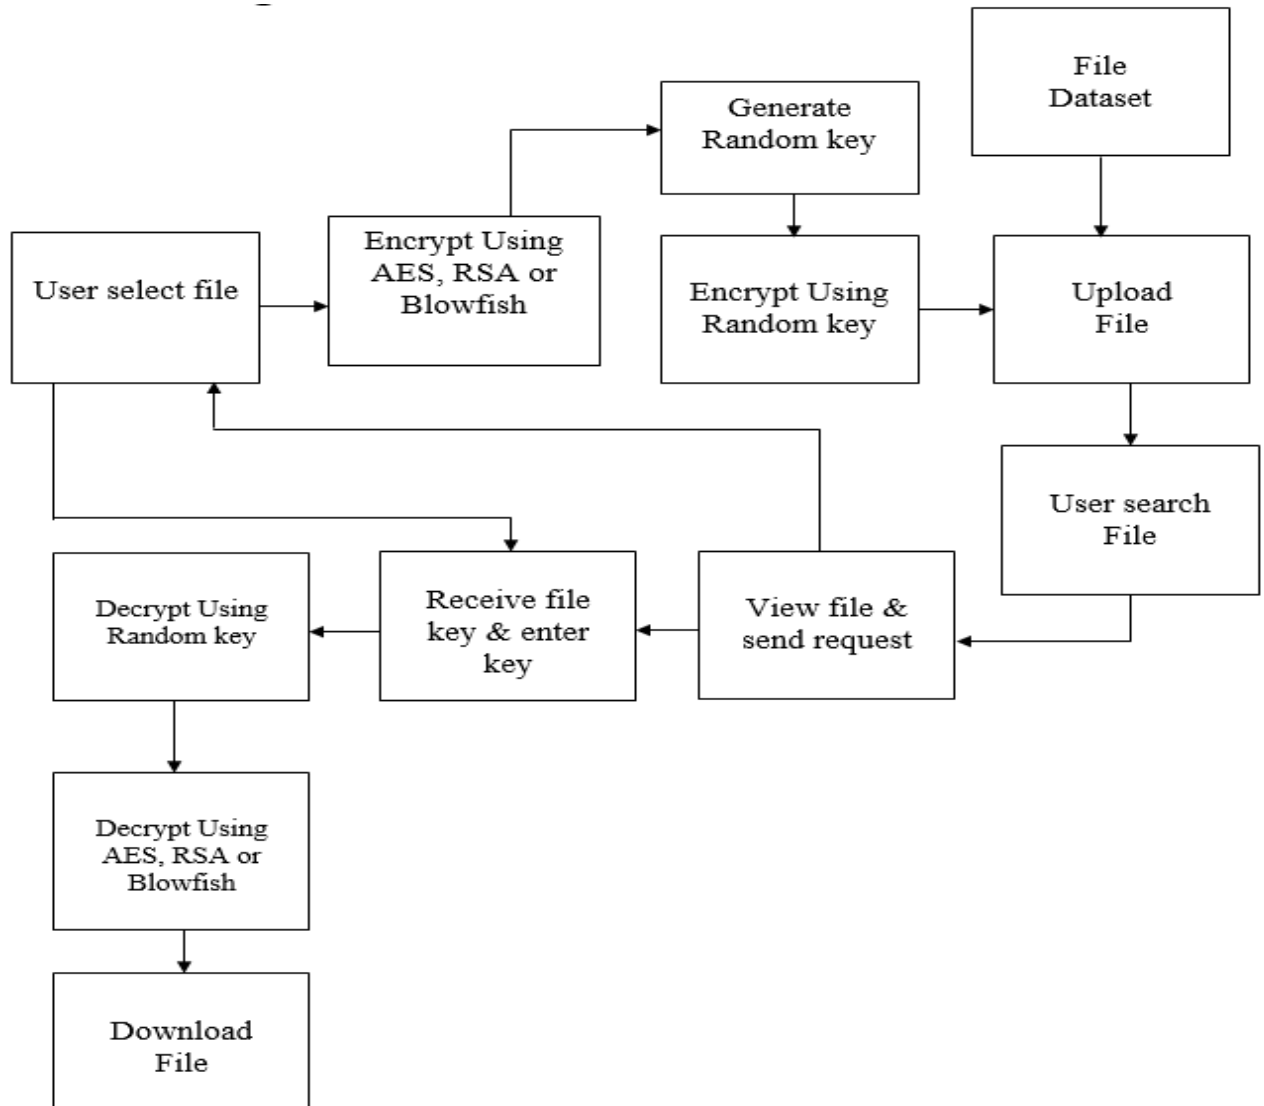 File
Dataset
Generate
Random key
User select file
Encrypt Using
AES, RSA or
Blowfish
Encrypt Using
Random key
Upload
File
User search
File
View file &
send request
Receive file
key & enter
key
Decrypt Using
Random key
Decrypt Using
AES, RSA or
Blowfish
Download
File